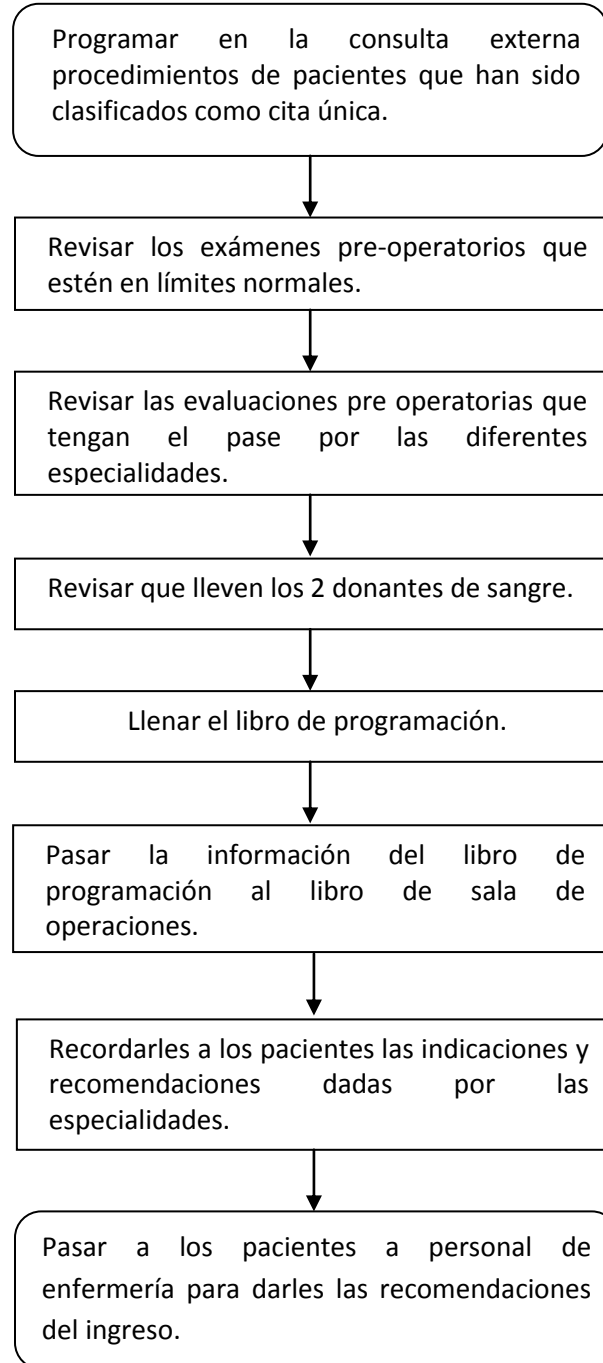 Programar en la consulta externa
procedimientos de pacientes que han sido
clasificados como cita única.
Revisar los exámenes pre-operatorios que
estén en límites normales.
Revisar las evaluaciones pre operatorias que
tengan el pase por las diferentes
especialidades.
Revisar que lleven los 2 donantes de sangre.
Llenar el libro de programación.
Pasar la información del libro de
programación al libro de sala de
operaciones.
Recordarles a los pacientes las indicaciones y
recomendaciones dadas por las
especialidades.
Pasar a los pacientes a personal de
enfermería para darles las recomendaciones
del ingreso.